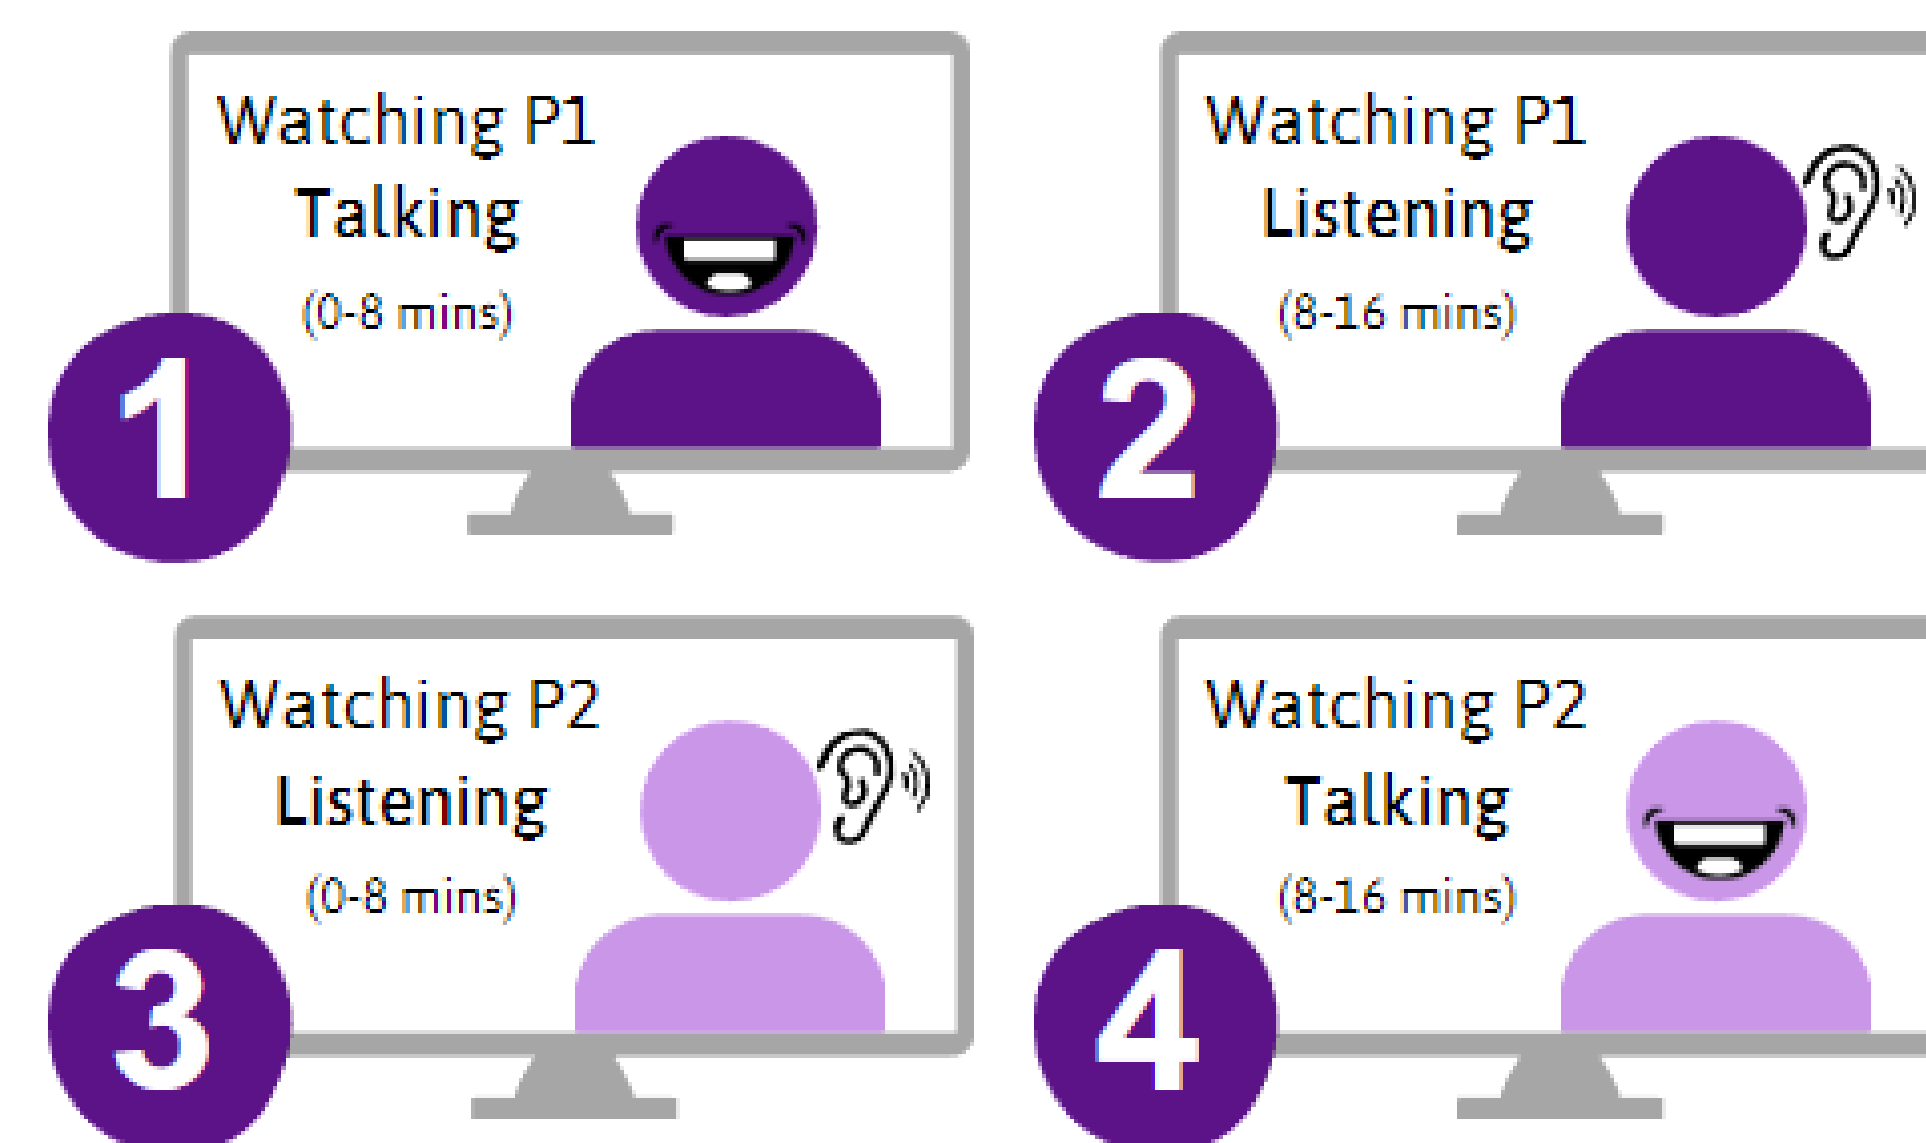 Watching P1
Talking
(0-8 mins)
1
Watching P1
Listening
(8-16 mins)
2
Watching P2
Listening
(0-8 mins)
3
Watching P2
Talking
(8-16 mins)
4